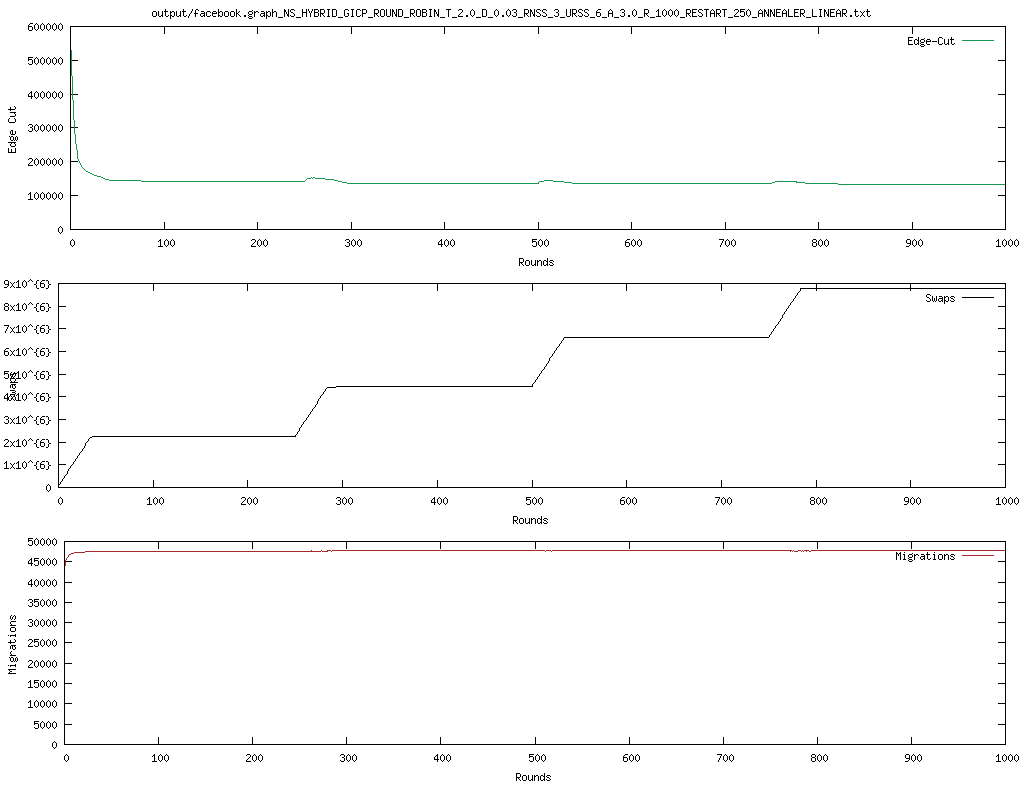 output/facebook.graph_NS_HYBRID_GICP_ROUND_ROBIN_T_2.0_D_0.03_RNSS_3_URSS_6_A_3.0_R_1000_RESTART_250_ANNEALER_LINEAR.txt
600000
500000
400000
300000
200000
100000
0
Edge Cut
Edge-Cut
0 100 200 300 400 500 600 700 800 900 1000
Rounds
9x10^{6}
8x10^{6}
7x10^{6}
6x10^{6}
5x10^{6}
4x10^{6}
3x10^{6}
2x10^{6}
1x10^{6}
0
Swaps
Swaps
0 100 200 300 400 500 600 700 800 900 1000
Rounds
50000
45000
40000
35000
30000
25000
20000
15000
10000
5000
0
Migrations
Migrations
0 100 200 300 400 500 600 700 800 900 1000
Rounds